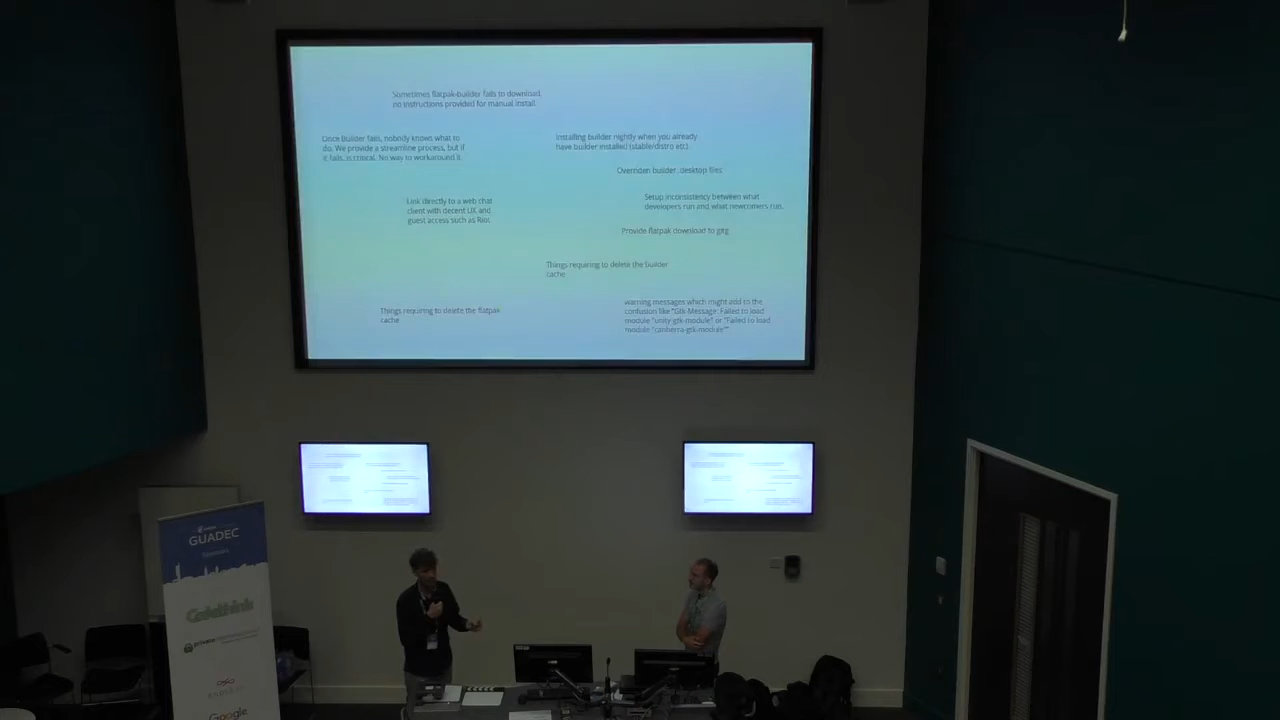 Sometimes flatpak-builder fails to download,
no instructions provided for manual install.
Once Builder fails, nobody knows what to
do. We provide a streamline process, but if
it fails, is critical. No way to workaround it.
Installing builder nightly when you already
have builder installed (stable/distro etc)
Overriden builder .desktop files
Link directly to a web chat
client with decent UX and
guest access such as Riot.
Setup inconsistency between what
developers run and what newcomers run.
Provide flatpak download to gitg
Things requiring to delete the Builder
cache
Things requiring to delete the flatpak
cache
warning messages which might add to the
confusion like "Gtk-Message: Failed to load
module "unity-gtk-module" or "Failed to load
module "canberra-gtk-module""
GUADEC
Codethink
private
Google